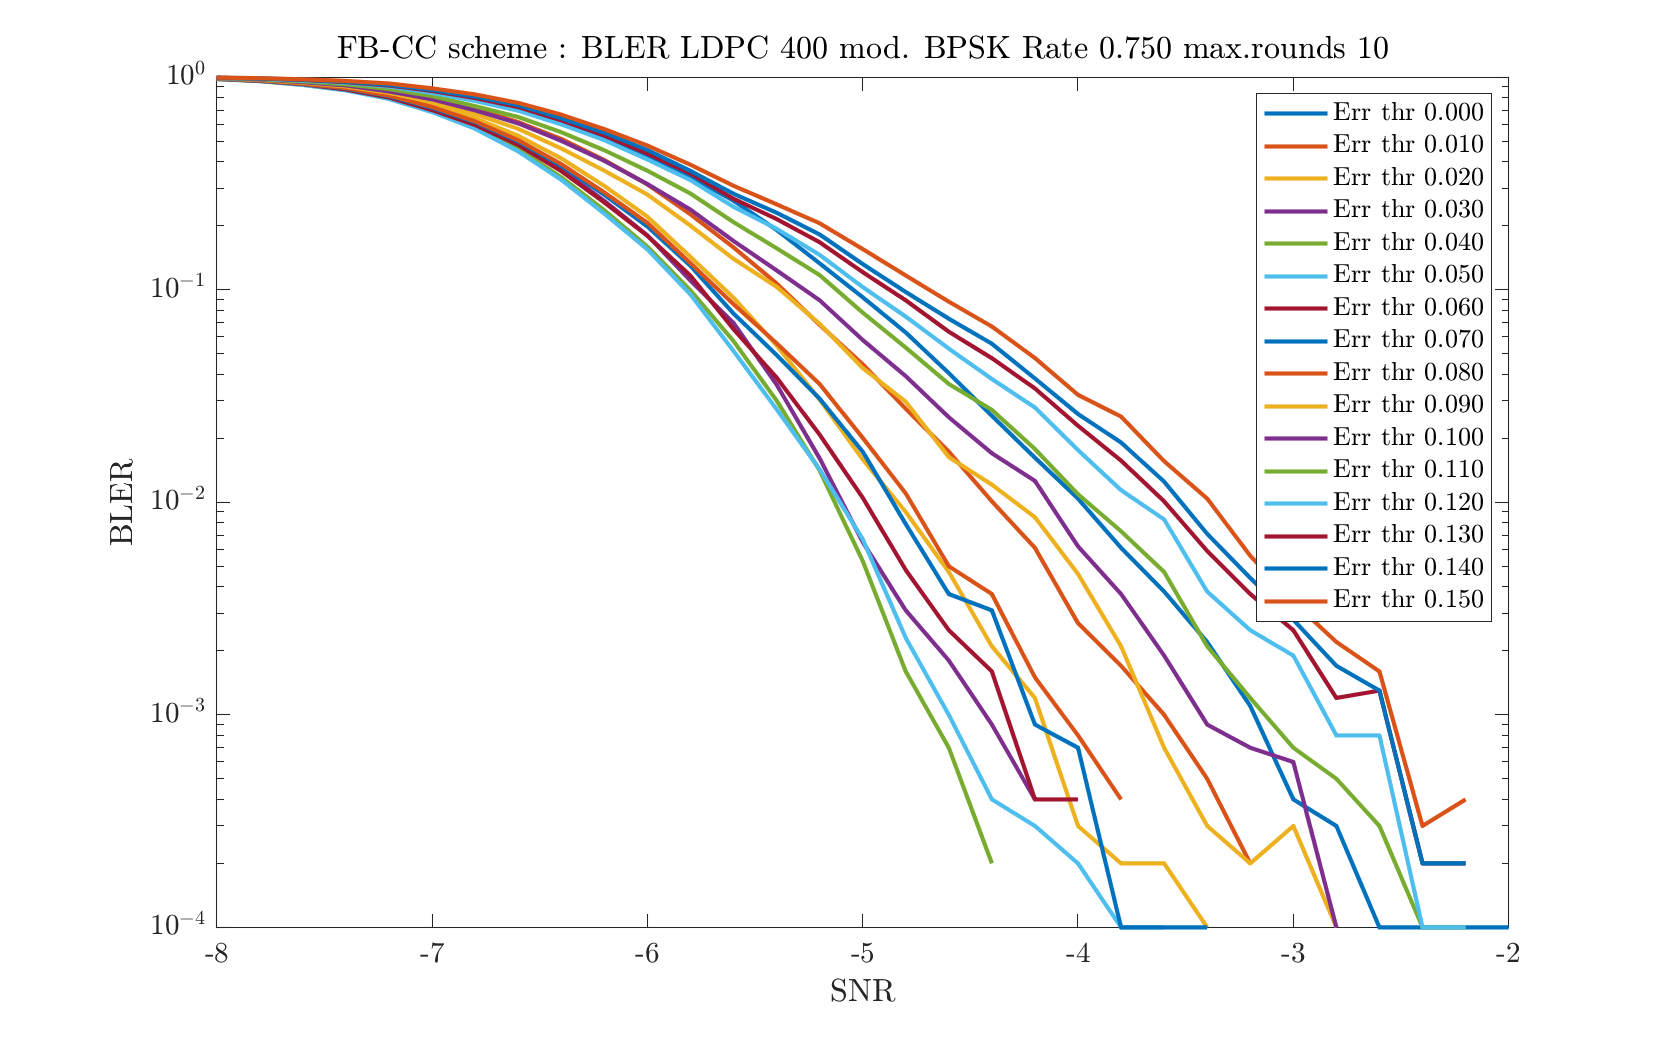 FB-CC scheme : BLER LDPC 400 mod. BPSK Rate 0.750 max.rounds 10
10^0
10^-1
10^-2
10^-3
10^-4
BLER
Err thr 0.000
Err thr 0.010
Err thr 0.020
Err thr 0.030
Err thr 0.040
Err thr 0.050
Err thr 0.060
Err thr 0.070
Err thr 0.080
Err thr 0.090
Err thr 0.100
Err thr 0.110
Err thr 0.120
Err thr 0.130
Err thr 0.140
Err thr 0.150
-8 -7 -6 -5 -4 -3 -2
SNR